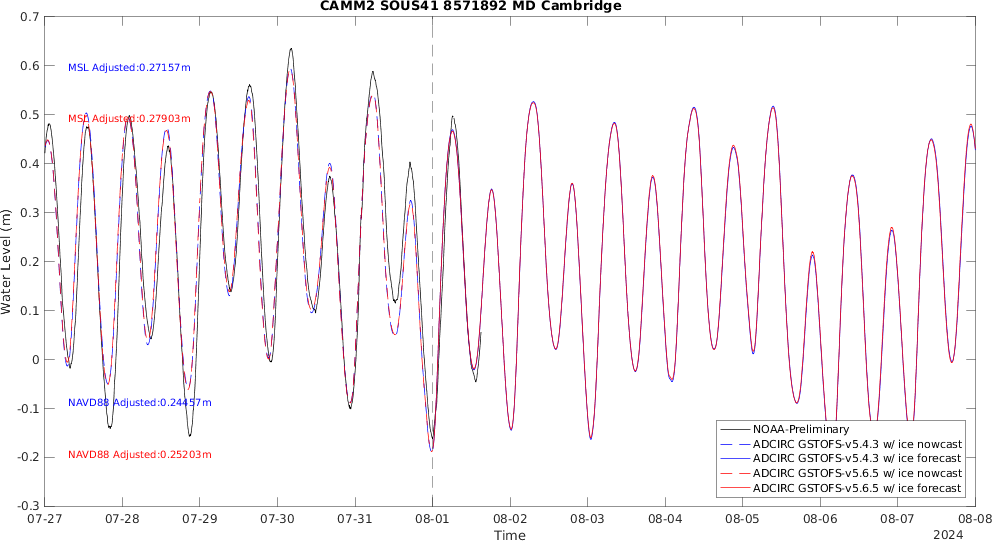 CAMM2 SOUS41 8571892 MD Cambridge
0.7
0.6
0.5
0.4
0.3
0.2
0.1
0
-0.1
-0.2
-0.3
Water Level (m)
MSL Adjusted:0.27157m
MSL Adjusted:0.27903m
NAVD88 Adjusted:0.24457m
NAVD88 Adjusted:0.25203m
NOAA-Preliminary
ADCIRC GSTOFS-v5.4.3 w/ ice nowcast
ADCIRC GSTOFS-v5.4.3 w/ ice forecast
ADCIRC GSTOFS-v5.6.5 w/ ice nowcast
ADCIRC GSTOFS-v5.6.5 w/ ice forecast
07-27 07-28 07-29 07-30 07-31 08-01 08-02 08-03 08-04 08-05 08-06 08-07 08-08
Time
2024